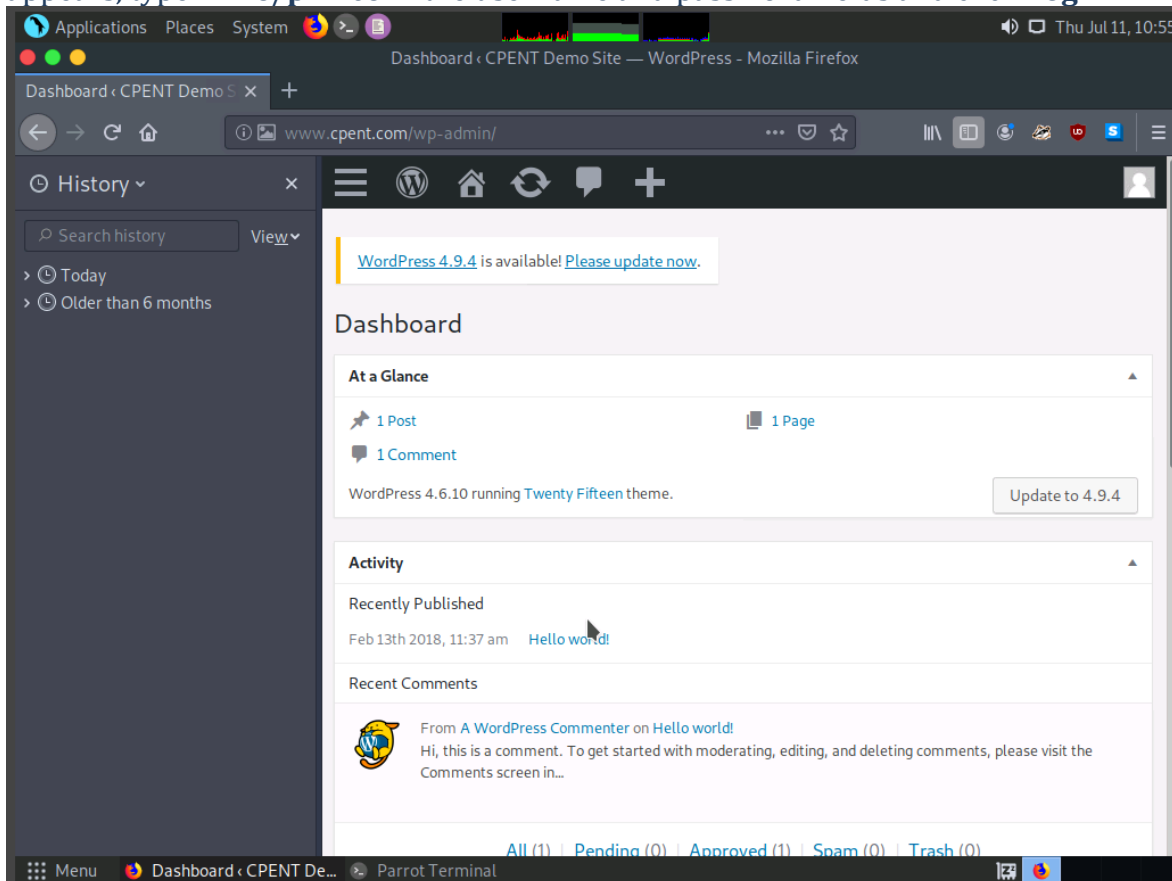 Applications Places System Thu Jul 11, 10:55
Dashboard ‹ CPENT Demo Site — WordPress - Mozilla Firefox
Dashboard ‹ CPENT Demo S
www.cpent.com/wp-admin/
History
Search history View
Today
Older than 6 months
WordPress 4.9.4 is available! Please update now.
Dashboard
At a Glance
1 Post 1 Page
1 Comment
WordPress 4.6.10 running Twenty Fifteen theme. Update to 4.9.4
Activity
Recently Published
Feb 13th 2018, 11:37 am Hello world!
Recent Comments
From A WordPress Commenter on Hello world!
Hi, this is a comment. To get started with moderating, editing, and deleting comments, please visit the
Comments screen in…
All (1) | Pending (0) | Approved (1) | Spam (0) | Trash (0)
Menu Dashboard ‹ CPENT De... Parrot Terminal